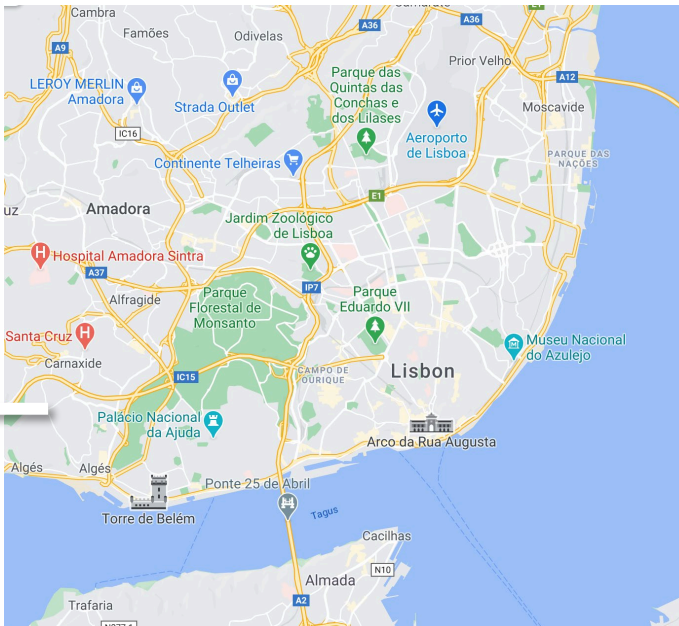 Cambra
A36
A36
Famões
Odivelas
A9
Prior Velho
LEROY MERLIN
Amadora
Strada Outlet
Parque das
Quintas das
Conchas e
dos Lilases
A12
Moscavide
Aeroporto
de Lisboa
IC16
PARQUE DAS
NAÇÕES
Continente Telheiras
E1
uz
Amadora
Jardim Zoológico
de Lisboa
Hospital Amadora Sintra
A37
IP7
Alfragide
Parque
Florestal de
Monsanto
Parque
Eduardo VII
Santa Cruz
Museu Nacional
do Azulejo
Carnaxide
IC15
CAMPO DE
OURIQUE
Lisbon
Palácio Nacional
da Ajuda
Arco da Rua Augusta
Algés
Algés
Ponte 25 de Abril
Torre de Belém
Tagus
Cacilhas
Almada
N10
A2
Trafaria